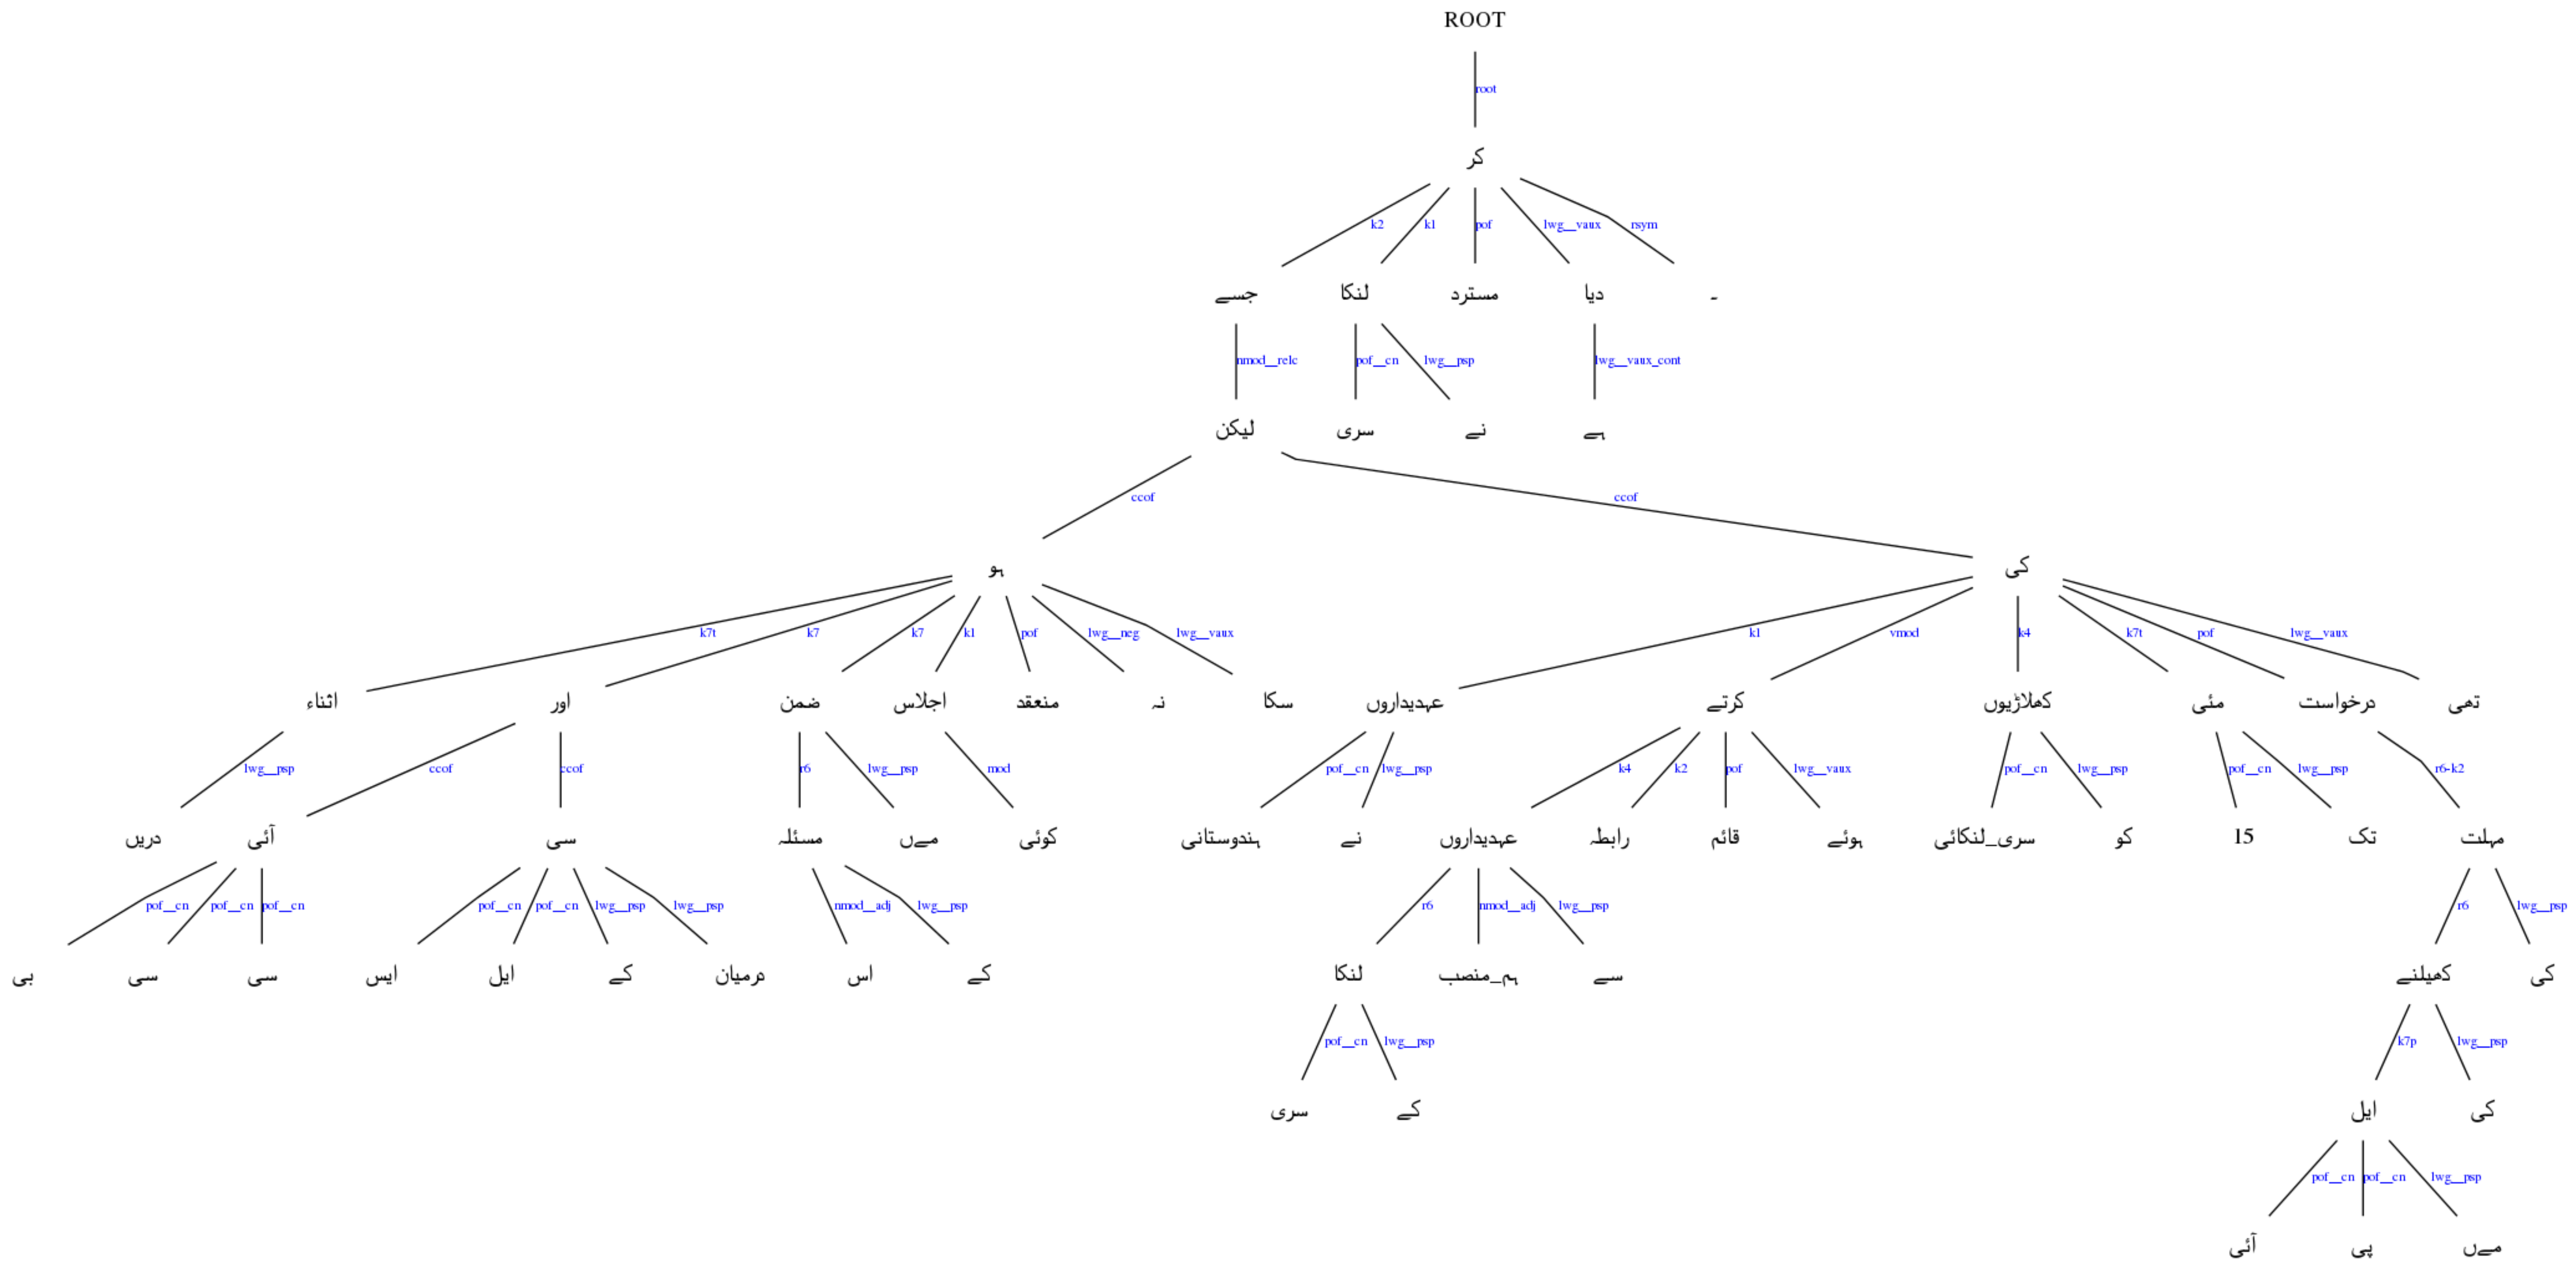 ROOT
root
کر
k2 k1 pof lwg__vaux rsym
جسے لنکا مسترد دیا ۔
nmod__relc pof__cn lwg__psp lwg__vaux_cont
لیکن سری نے ہے
ccof ccof
ہو کی
k7t k7 k7 k1 pof lwg__neg lwg__vaux k1 vmod k4 k7t pof lwg__vaux
اثناء اور ضمن اجلاس منعقد نہ سکا عہدیداروں کرتے کھلاڑیوں مئی درخواست تھی
lwg__psp ccof ccof r6 lwg__psp mod pof__cn lwg__psp k4 k2 pof lwg__vaux pof__cn lwg__psp pof__cn lwg__psp r6-k2
دریں آئی سی مسئلہ مےں کوئی ہندوستانی نے عہدیداروں رابطہ قائم ہوئے سری_لنکائی کو 15 تک مہلت
pof__cn pof__cn pof__cn pof__cn pof__cn lwg__psp lwg__psp nmod__adj lwg__psp r6 nmod__adj lwg__psp r6 lwg__psp
بی سی سی ایس ایل کے درمیان اس کے لنکا ہم_منصب سے کھیلنے کی
pof__cn lwg__psp k7p lwg__psp
سری کے ایل کی
pof__cn pof__cn lwg__psp
آئی پی مےں